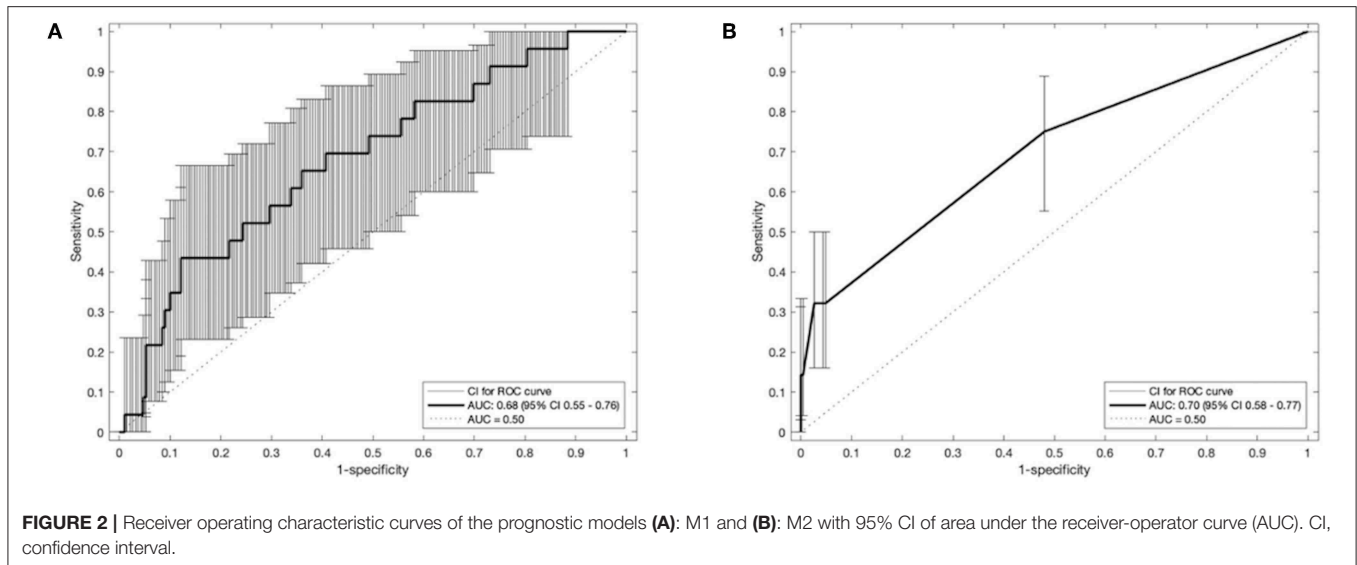 A
Sensitivity
1
0.9
0.8
0.7
0.6
0.5
0.4
0.3
0.2
0.1
0
0 0.1 0.2 0.3 0.4 0.5 0.6 0.7 0.8 0.9 1
1-specificity
CI for ROC curve
AUC: 0.68 (95% CI 0.55 - 0.76)
AUC = 0.50
B
Sensitivity
1
0.9
0.8
0.7
0.6
0.5
0.4
0.3
0.2
0.1
0
0 0.1 0.2 0.3 0.4 0.5 0.6 0.7 0.8 0.9 1
1-specificity
CI for ROC curve
AUC: 0.70 (95% CI 0.58 - 0.77)
AUC = 0.50
FIGURE 2 | Receiver operating characteristic curves of the prognostic models (A): M1 and (B): M2 with 95% CI of area under the receiver-operator curve (AUC). CI,
confidence interval.